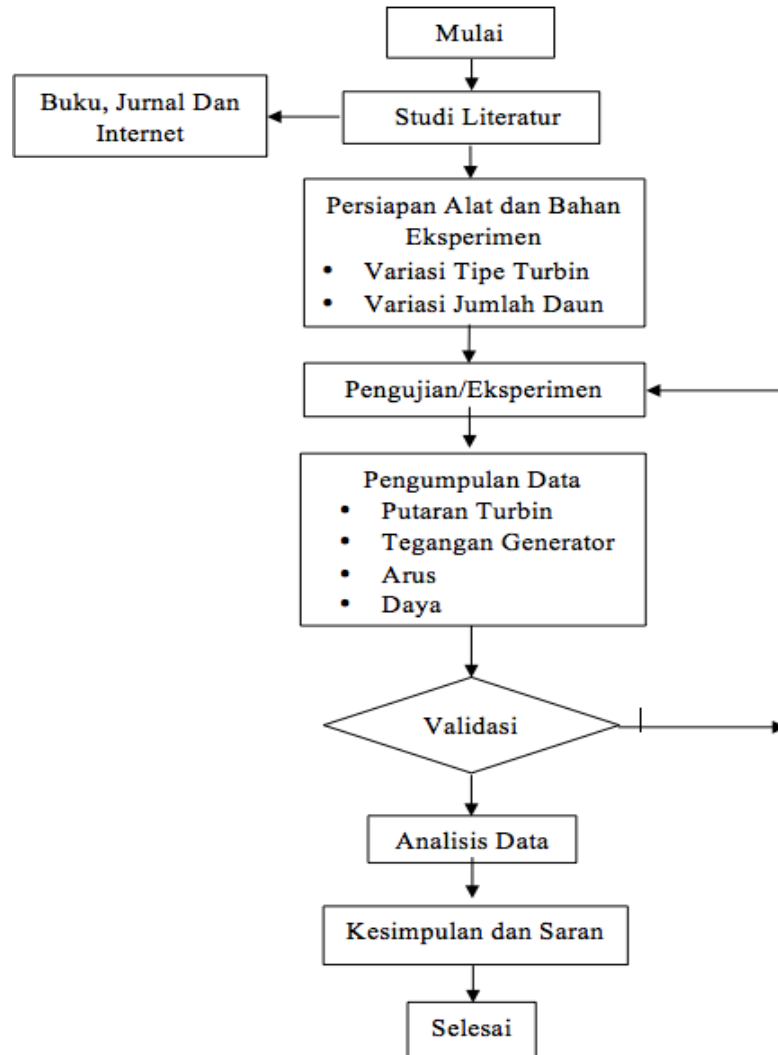 Mulai
Buku, Jurnal Dan
Internet
Studi Literatur
Persiapan Alat dan Bahan
Eksperimen
• Variasi Tipe Turbin
• Variasi Jumlah Daun
Pengujian/Eksperimen
Pengumpulan Data
• Putaran Turbin
• Tegangan Generator
• Arus
• Daya
Validasi
Analisis Data
Kesimpulan dan Saran
Selesai